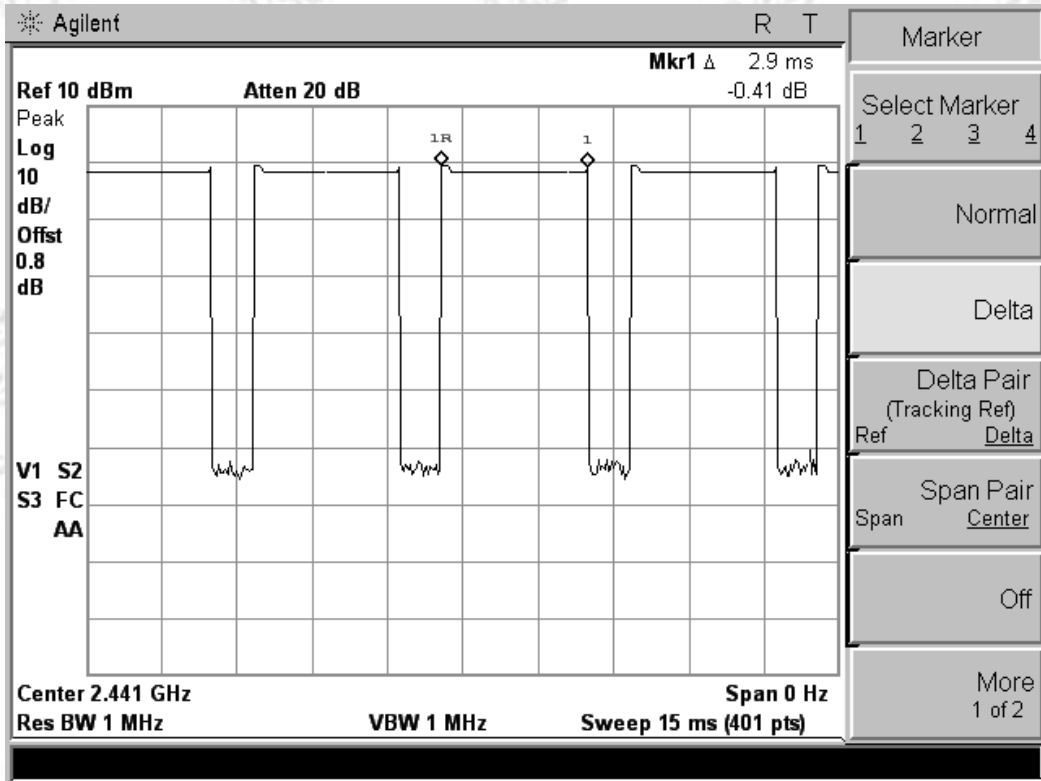 Agilent
R T
Mkr1 Δ 2.9 ms
Ref 10 dBm Atten 20 dB -0.41 dB
Peak
Log
10
dB/
Offst
0.8
dB
1R
1
V1 S2
S3 FC
AA
Center 2.441 GHz Span 0 Hz
Res BW 1 MHz VBW 1 MHz Sweep 15 ms (401 pts)
Marker
Select Marker
1 2 3 4
Normal
Delta
Delta Pair
(Tracking Ref)
Ref Delta
Span Pair
Span Center
Off
More
1 of 2